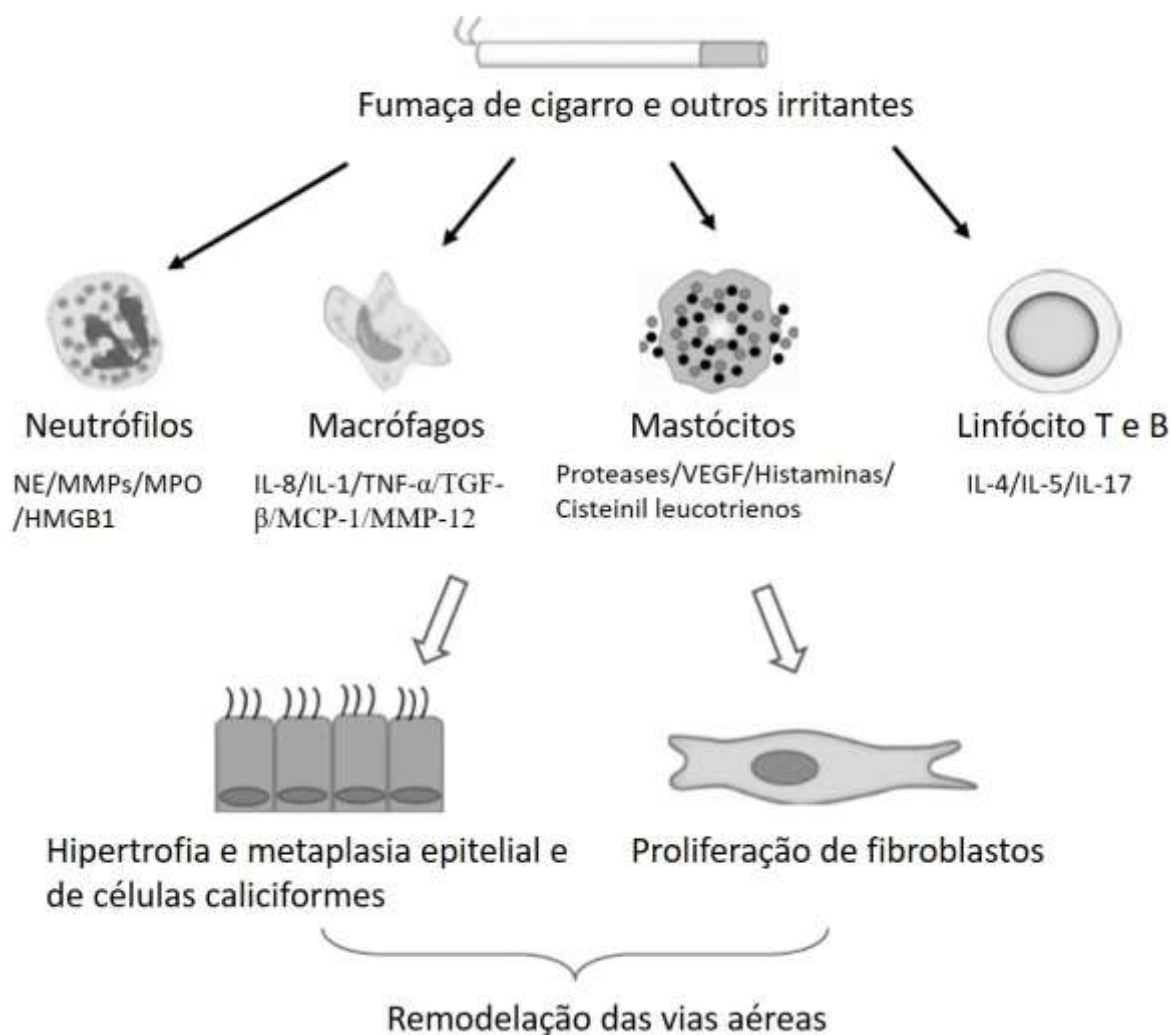 Fumaça de cigarro e outros irritantes
Neutrófilos
NE/MMPs/MPO
/HMGB1
Macrófagos
IL-8/IL-1/TNF-α/TGF-
β/MCP-1/MMP-12
Mastócitos
Proteases/VEGF/Histaminas/
Cisteinil leucotrienos
Linfócito T e B
IL-4/IL-5/IL-17
Hipertrofia e metaplasia epitelial e
de células caliciformes
Proliferação de fibroblastos
Remodelação das vias aéreas